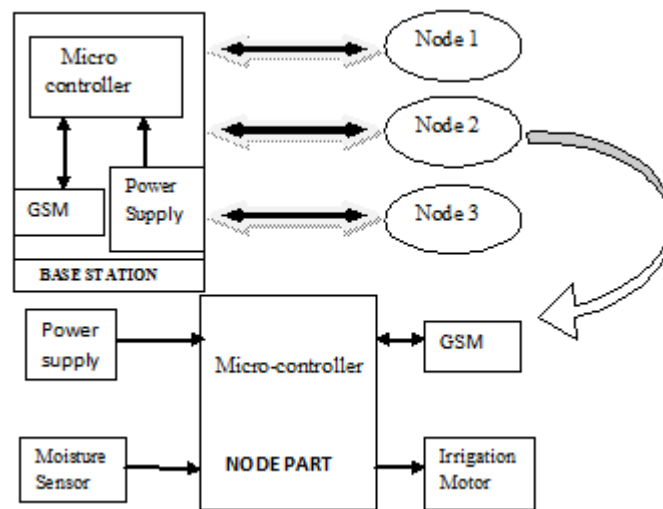 Micro
controller
GSM
Power
Supply
BASE STATION
Node 1
Node 2
Node 3
Power
supply
Micro-controller
NODE PART
GSM
Moisture
Sensor
Irrigation
Motor